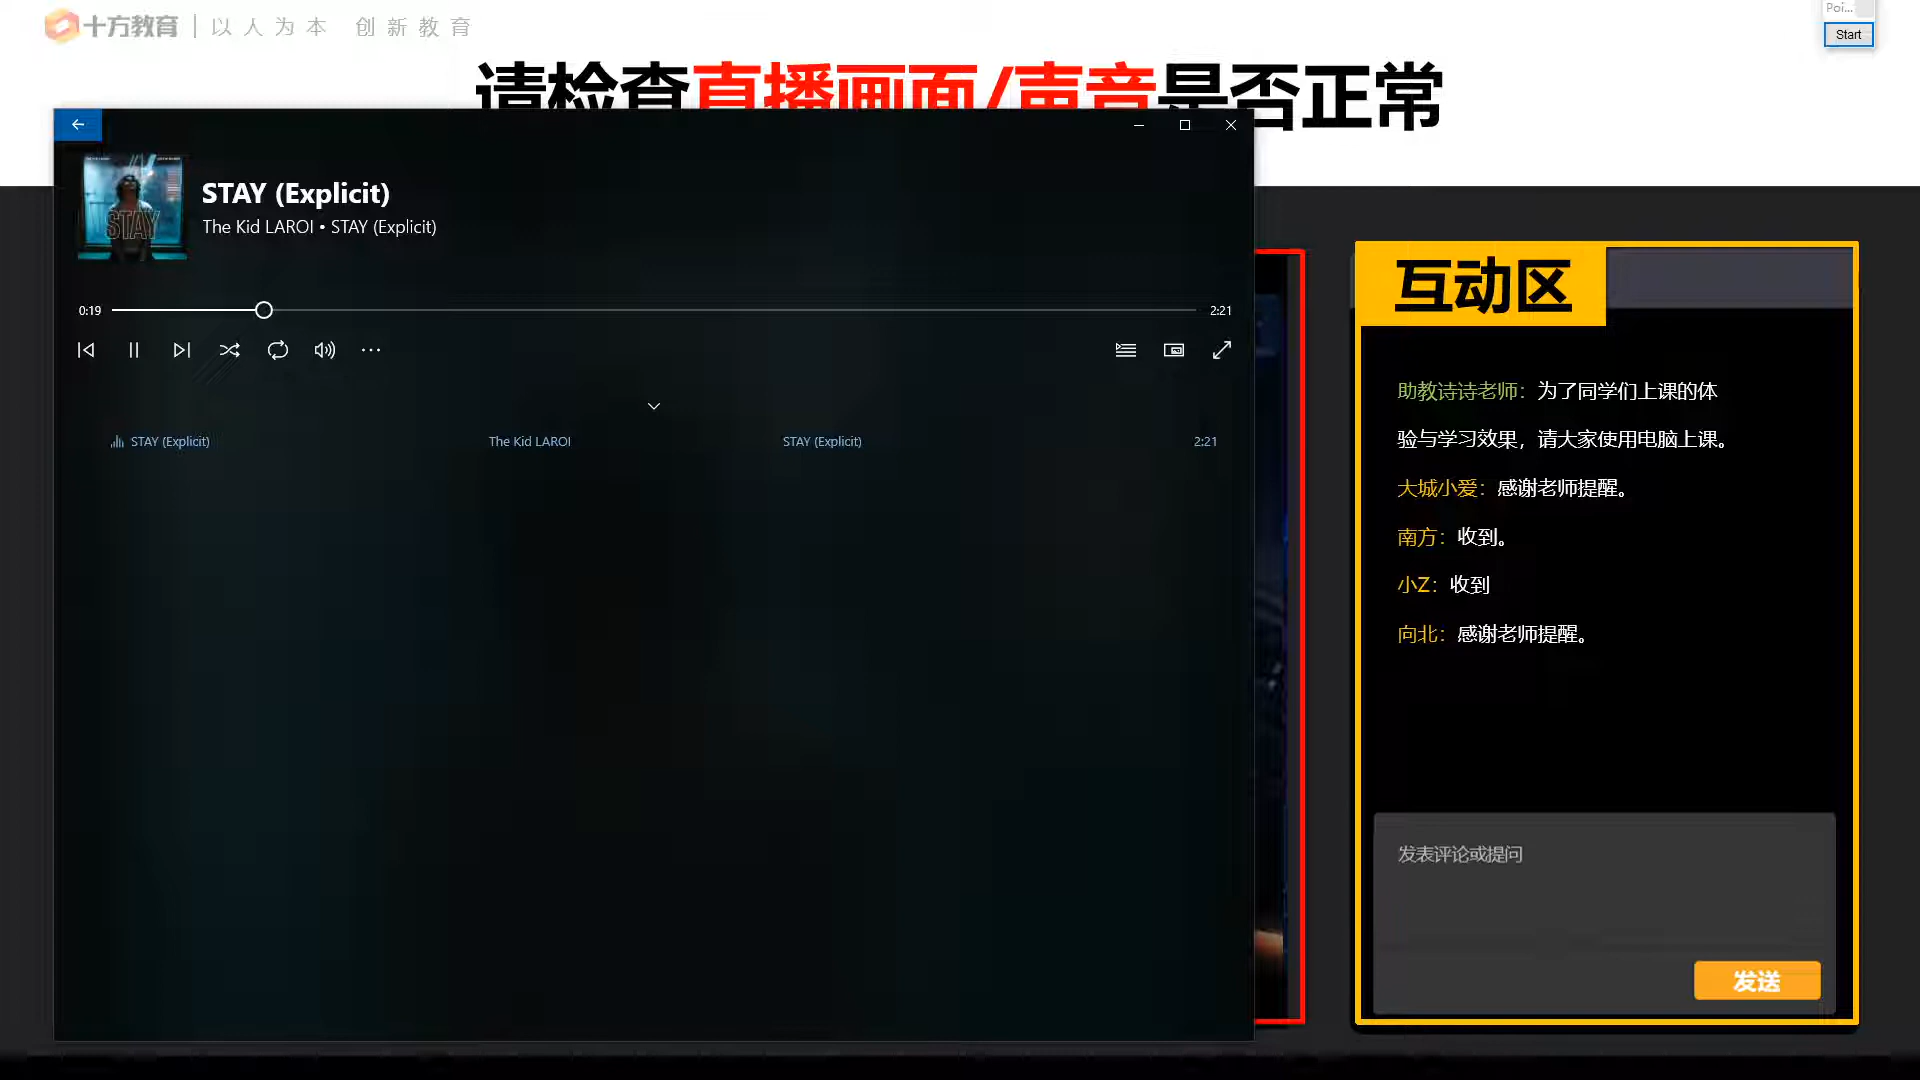 十方教育
以人为本 创新教育
Poi...
Start
请检查直播画面/声音是否正常
STAY
STAY (Explicit)
The Kid LAROI • STAY (Explicit)
0:19
2:21
STAY (Explicit) The Kid LAROI STAY (Explicit) 2:21
互动区
助教诗诗老师：为了同学们上课的体
验与学习效果，请大家使用电脑上课。
大城小爱：感谢老师提醒。
南方：收到。
小Z：收到
向北：感谢老师提醒。
发表评论或提问
发送